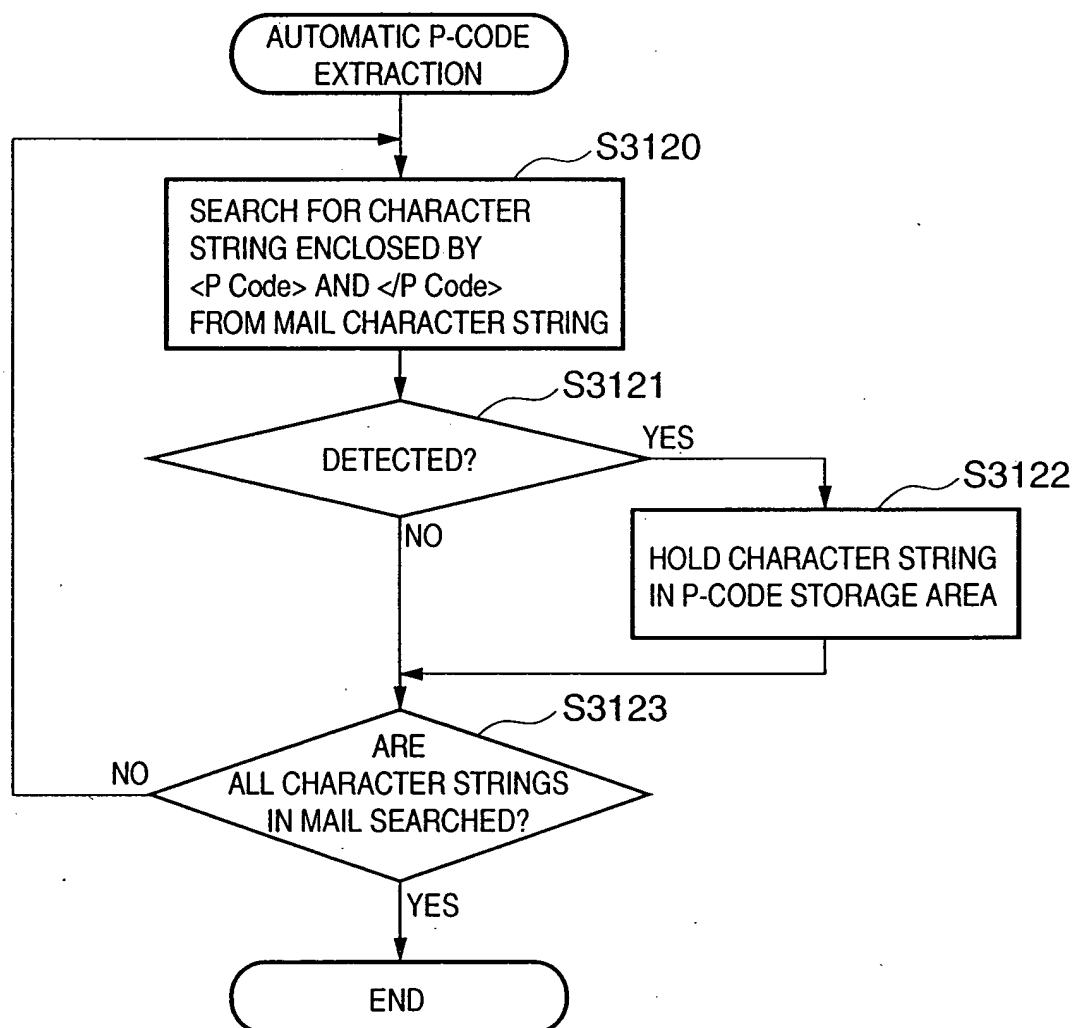 AUTOMATIC P-CODE
EXTRACTION
S3120
SEARCH FOR CHARACTER
STRING ENCLOSED BY
<P Code> AND </P Code>
FROM MAIL CHARACTER STRING
S3121
DETECTED?
YES
S3122
NO
HOLD CHARACTER STRING
IN P-CODE STORAGE AREA
S3123
ARE
ALL CHARACTER STRINGS
IN MAIL SEARCHED?
NO
YES
END